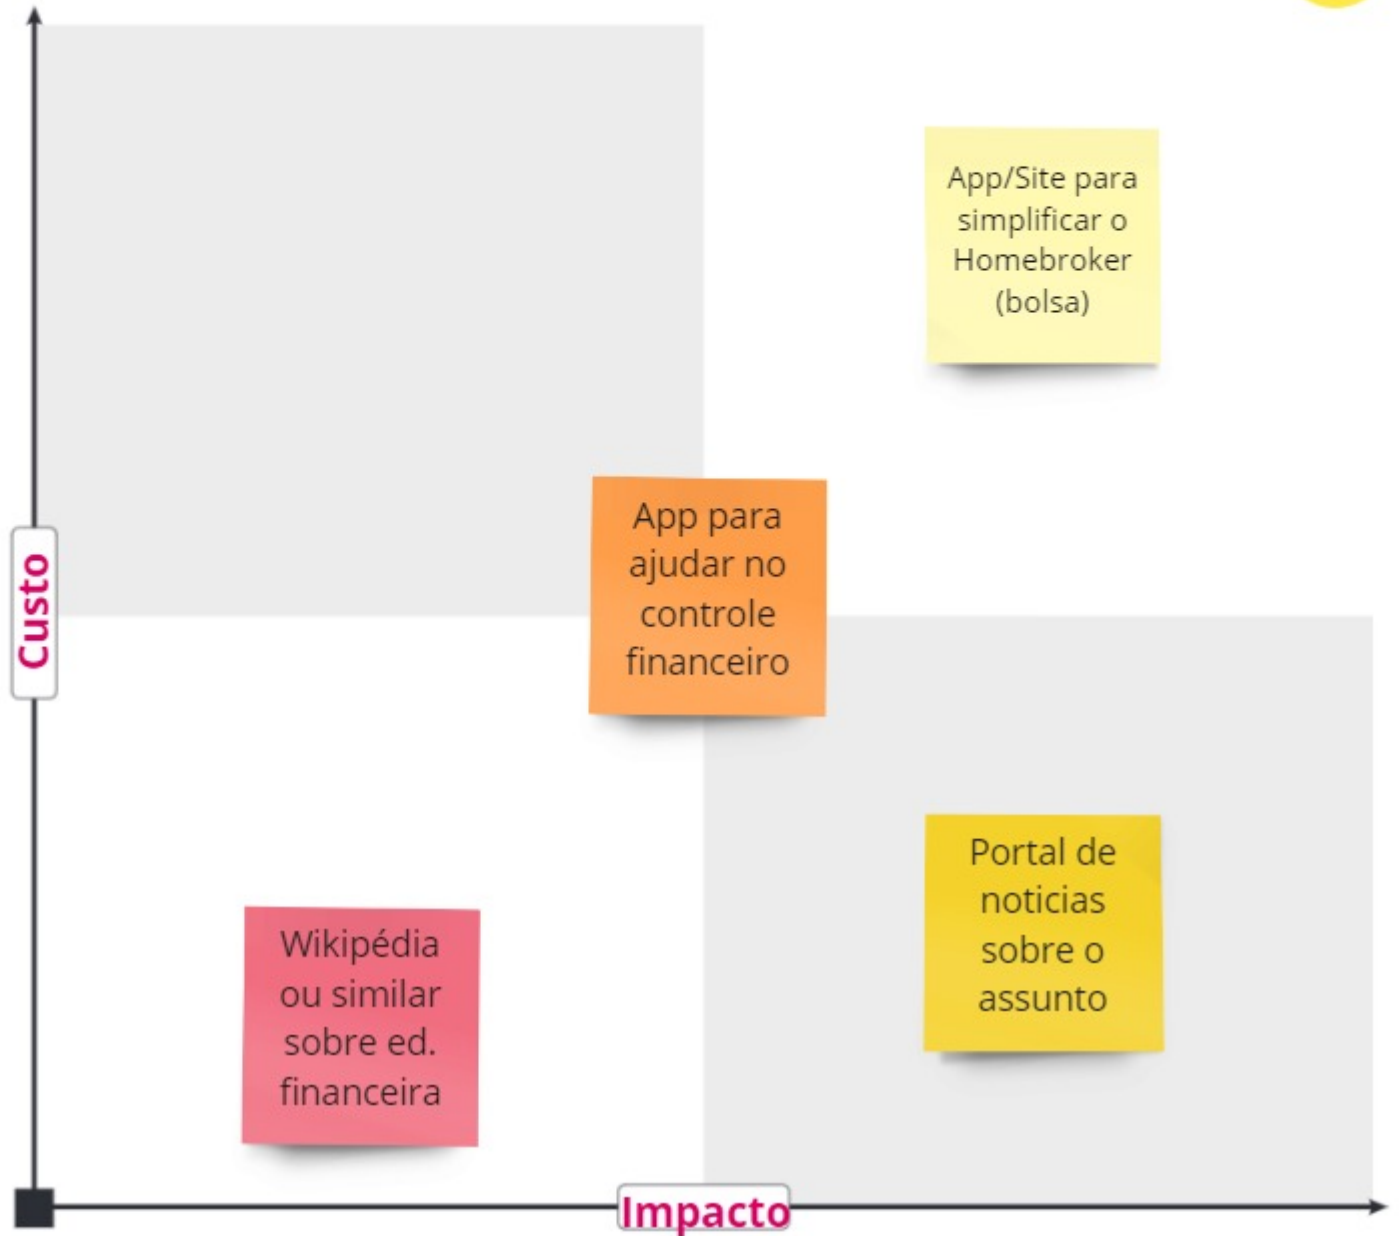 App/Site para
simplificar o
Homebroker
(bolsa)
App para
ajudar no
controle
financeiro
Custo
Portal de
noticias
sobre o
assunto
Wikipédia
ou similar
sobre ed.
financeira
Impacto